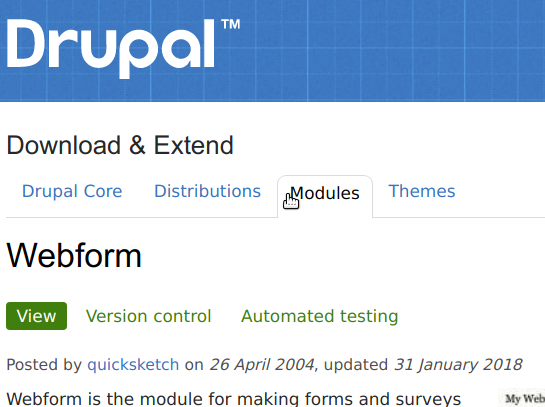 Drupal™
Download & Extend
Drupal Core Distributions Modules Themes
Webform
View Version control Automated testing
Posted by quicksketch on 26 April 2004, updated 31 January 2018
Webform is the module for making forms and surveys
My Web